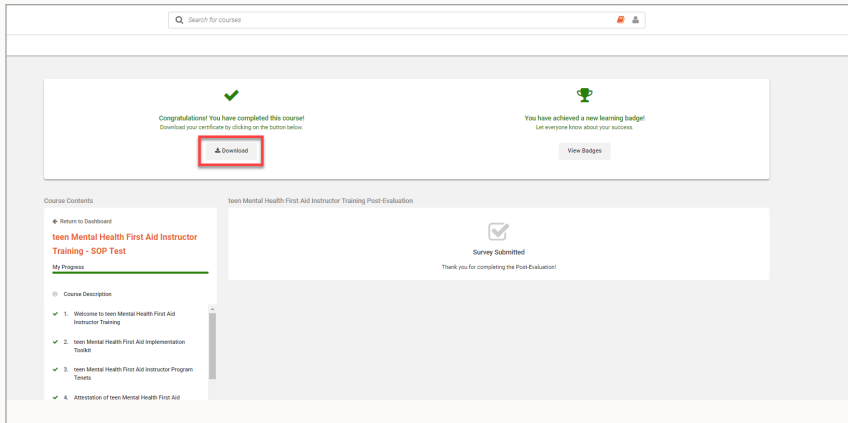 Search for courses
Congratulations! You have completed this course!
Download your certificate by clicking on the button below.
Download
You have achieved a new learning badge!
Let everyone know about your success.
View Badges
Course Contents
Return to Dashboard
teen Mental Health First Aid Instructor
Training - SOP Test
My Progress
Course Description
1. Welcome to teen Mental Health First Aid
Instructor Training
2. teen Mental Health First Aid Implementation
Toolkit
3. teen Mental Health First Aid Instructor Program
Tenets
4. Attestation of teen Mental Health First Aid
teen Mental Health First Aid Instructor Training Post-Evaluation
Survey Submitted
Thank you for completing the Post-Evaluation!